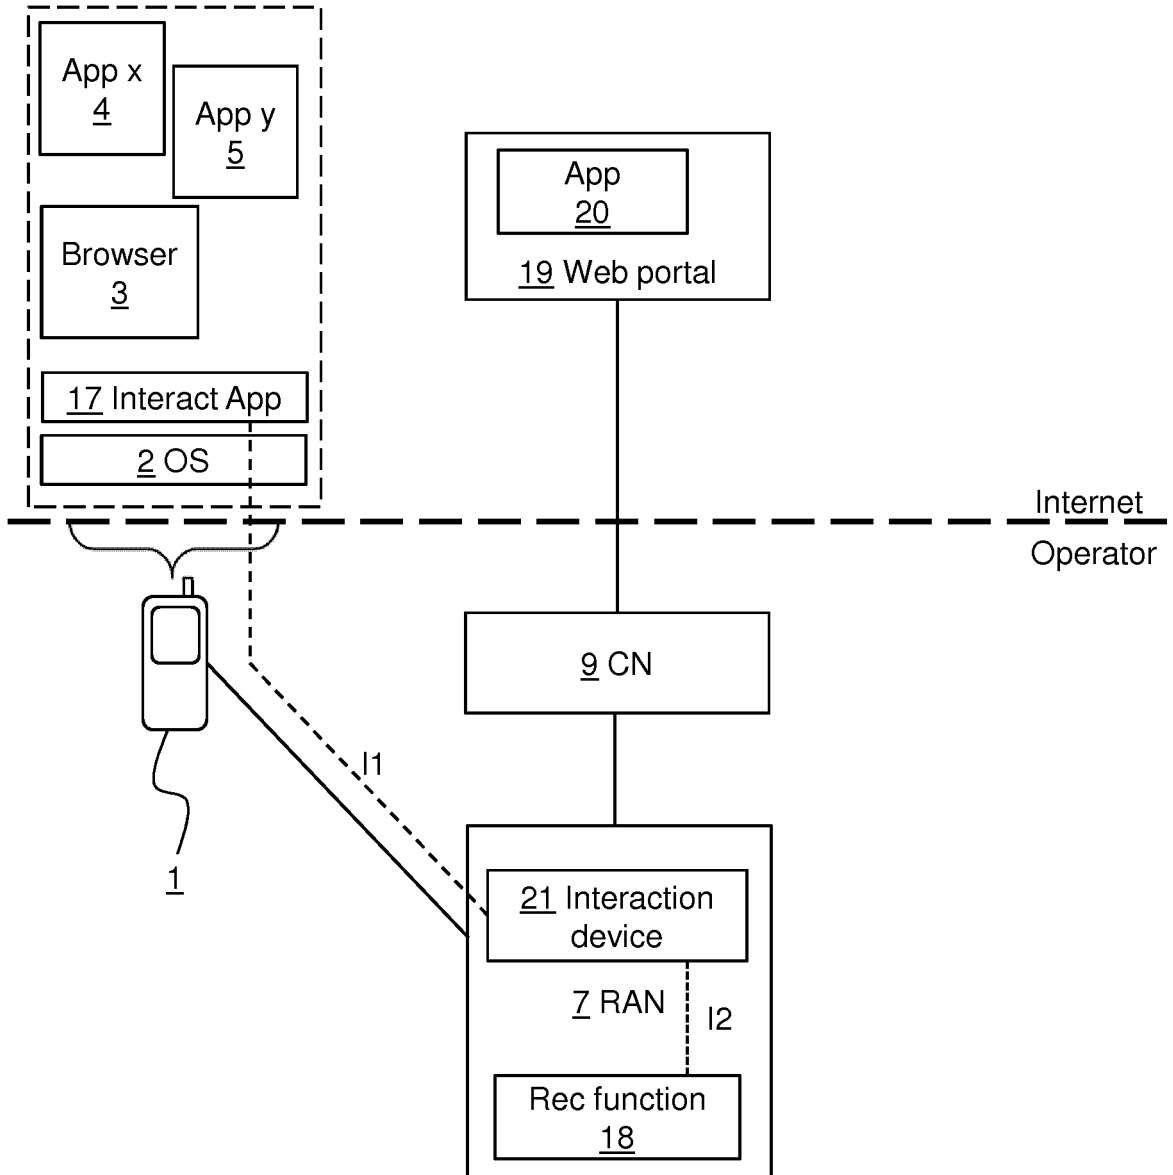 App x
4
App y
5
Browser
3
17 Interact App
2 OS
App
20
19 Web portal
Internet
Operator
9 CN
I1
1
21 Interaction
device
7 RAN
I2
Rec function
18